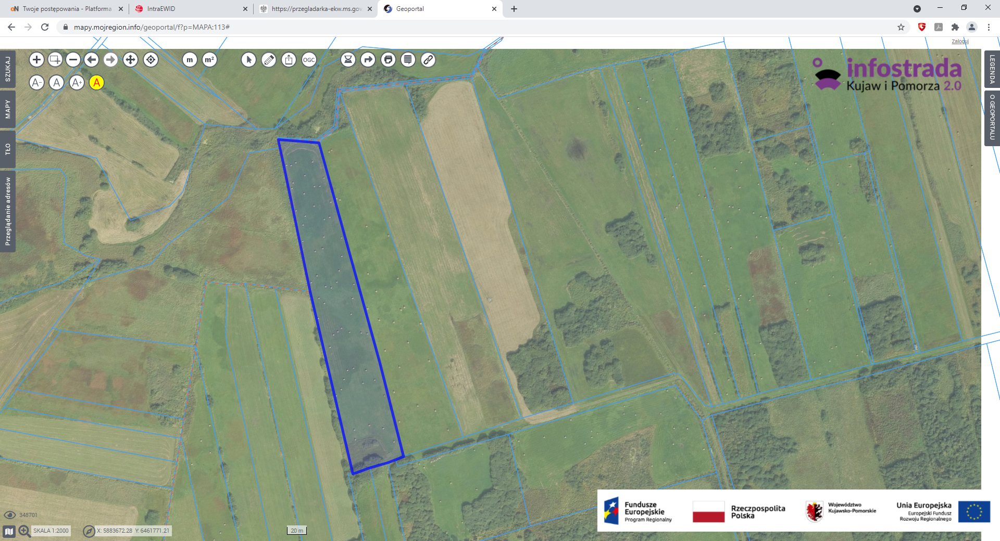 Twoje postępowania - Platforma
IntraEWID
https://przegladarka-ekw.ms.gov
Geoportal
mapy.mojregion.info/geoportal/f?p=MAPA:113#
Zaloguj
m
m²
OGC
A-
A
A+
A
SZUKAJ
MAPY
TŁO
Przeglądanie adresów
LEGENDA
O GEOPORTALU
infostrada
Kujaw i Pomorza 2.0
348701
SKALA 1:2000
X: 5883672.28 Y: 6461771.21
20 m
Fundusze
Europejskie
Program Regionalny
Rzeczpospolita
Polska
Województwo
Kujawsko-Pomorskie
Unia Europejska
Europejski Fundusz
Rozwoju Regionalnego